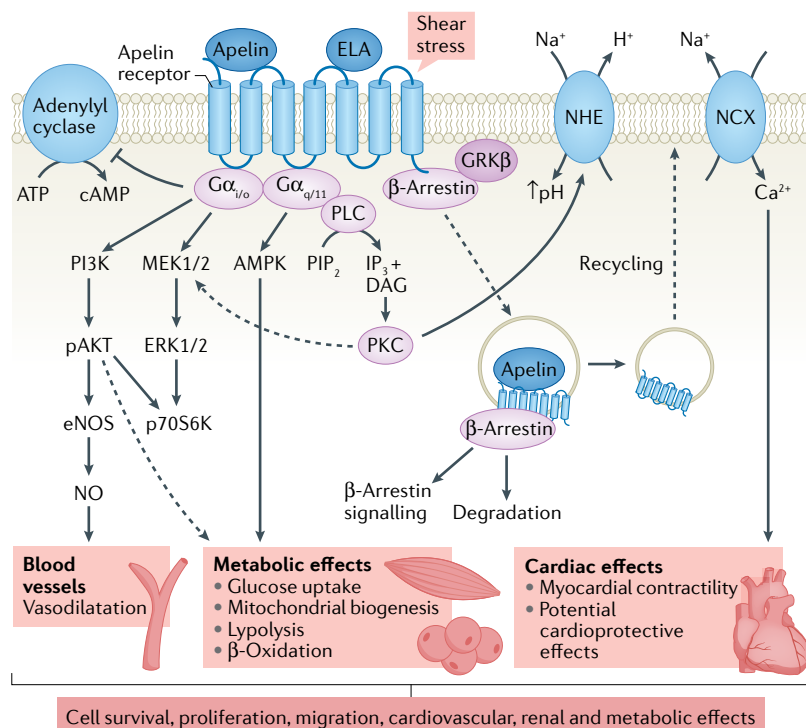 Shear
stress
Apelin
receptor
Apelin
ELA
Na⁺
H⁺
Na⁺
Adenylyl
cyclase
NHE
NCX
GRKβ
β-Arrestin
ATP
cAMP
Gαi/o
Gαq/11
PLC
↑pH
Ca²⁺
PI3K
MEK1/2
AMPK
PIP₂
IP₃ +
DAG
Recycling
PKC
pAKT
ERK1/2
Apelin
β-Arrestin
eNOS
p70S6K
NO
β-Arrestin
signalling
Degradation
Blood
vessels
Vasodilatation
Metabolic effects
• Glucose uptake
• Mitochondrial biogenesis
• Lypolysis
• β-Oxidation
Cardiac effects
• Myocardial contractility
• Potential
cardioprotective
effects
Cell survival, proliferation, migration, cardiovascular, renal and metabolic effects